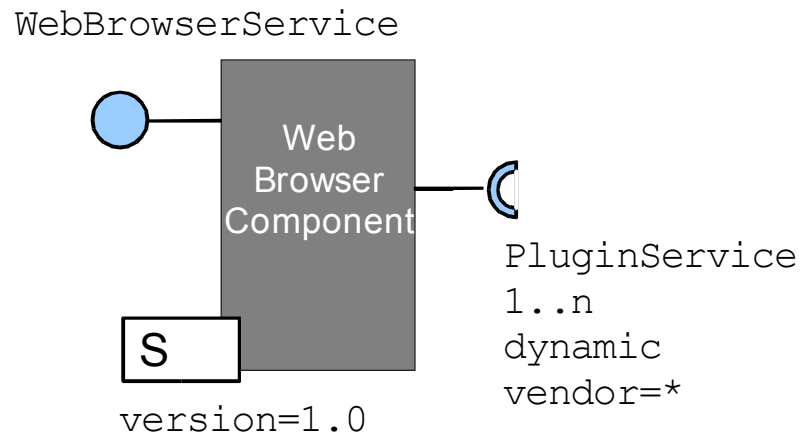 WebBrowserService
Web
Browser
Component
PluginService
1..n
dynamic
vendor=*
S
version=1.0